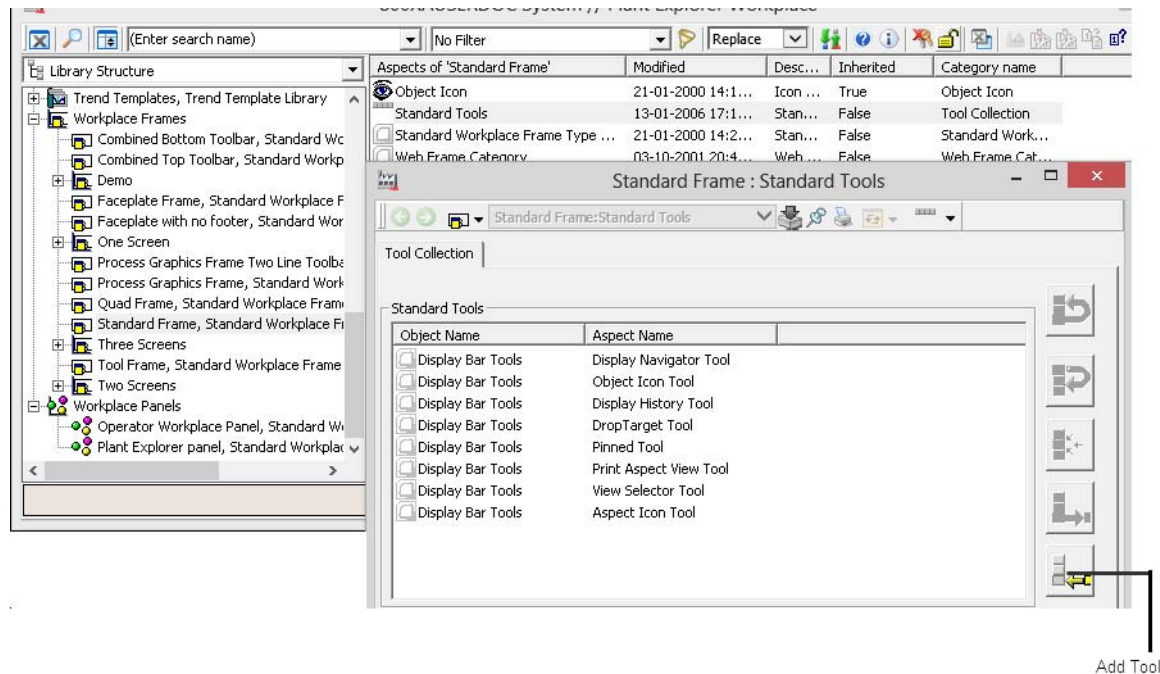 (Enter search name)
No Filter
Replace
Library Structure
Aspects of 'Standard Frame'
Modified
Desc...
Inherited
Category name
Object Icon
21-01-2000 14:1...
Icon ...
True
Object Icon
Standard Tools
13-01-2006 17:1...
Stan...
False
Tool Collection
Standard Workplace Frame Type ...
21-01-2000 14:2...
Stan...
False
Standard Work...
Web Frame Category
03-10-2001 20:4...
Web ...
False
Web Frame Cat...
Trend Templates, Trend Template Library
Workplace Frames
Combined Bottom Toolbar, Standard Wo
Combined Top Toolbar, Standard Workp
Demo
Faceplate Frame, Standard Workplace F
Faceplate with no footer, Standard Wor
One Screen
Process Graphics Frame Two Line Toolba
Process Graphics Frame, Standard Work
Quad Frame, Standard Workplace Fram
Standard Frame, Standard Workplace Fr
Three Screens
Tool Frame, Standard Workplace Frame
Two Screens
Workplace Panels
Operator Workplace Panel, Standard W
Plant Explorer panel, Standard Workplac
Standard Frame : Standard Tools
Standard Frame:Standard Tools
Tool Collection
Standard Tools
Object Name
Aspect Name
Display Bar Tools
Display Navigator Tool
Display Bar Tools
Object Icon Tool
Display Bar Tools
Display History Tool
Display Bar Tools
DropTarget Tool
Display Bar Tools
Pinned Tool
Display Bar Tools
Print Aspect View Tool
Display Bar Tools
View Selector Tool
Display Bar Tools
Aspect Icon Tool
Add Tool